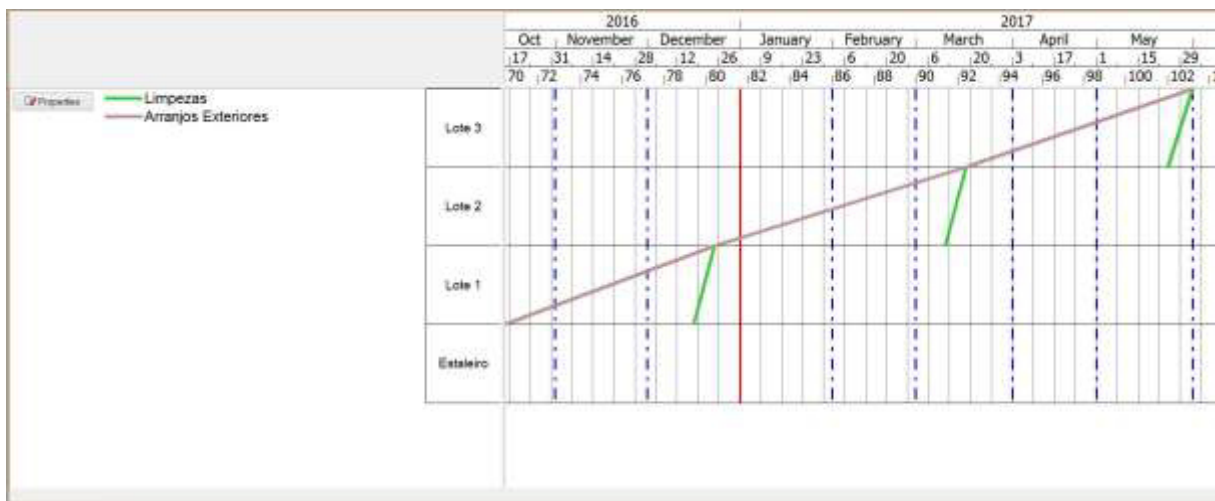 2016 2017
Oct November December January February March April May
17 31 14 28 12 26 9 23 6 20 6 20 3 17 1 15 29
70 72 74 76 78 80 82 84 86 88 90 92 94 96 98 100 102
Properties
Limpezas
Arranjos Exteriores
Lote 3
Lote 2
Lote 1
Estaleiro